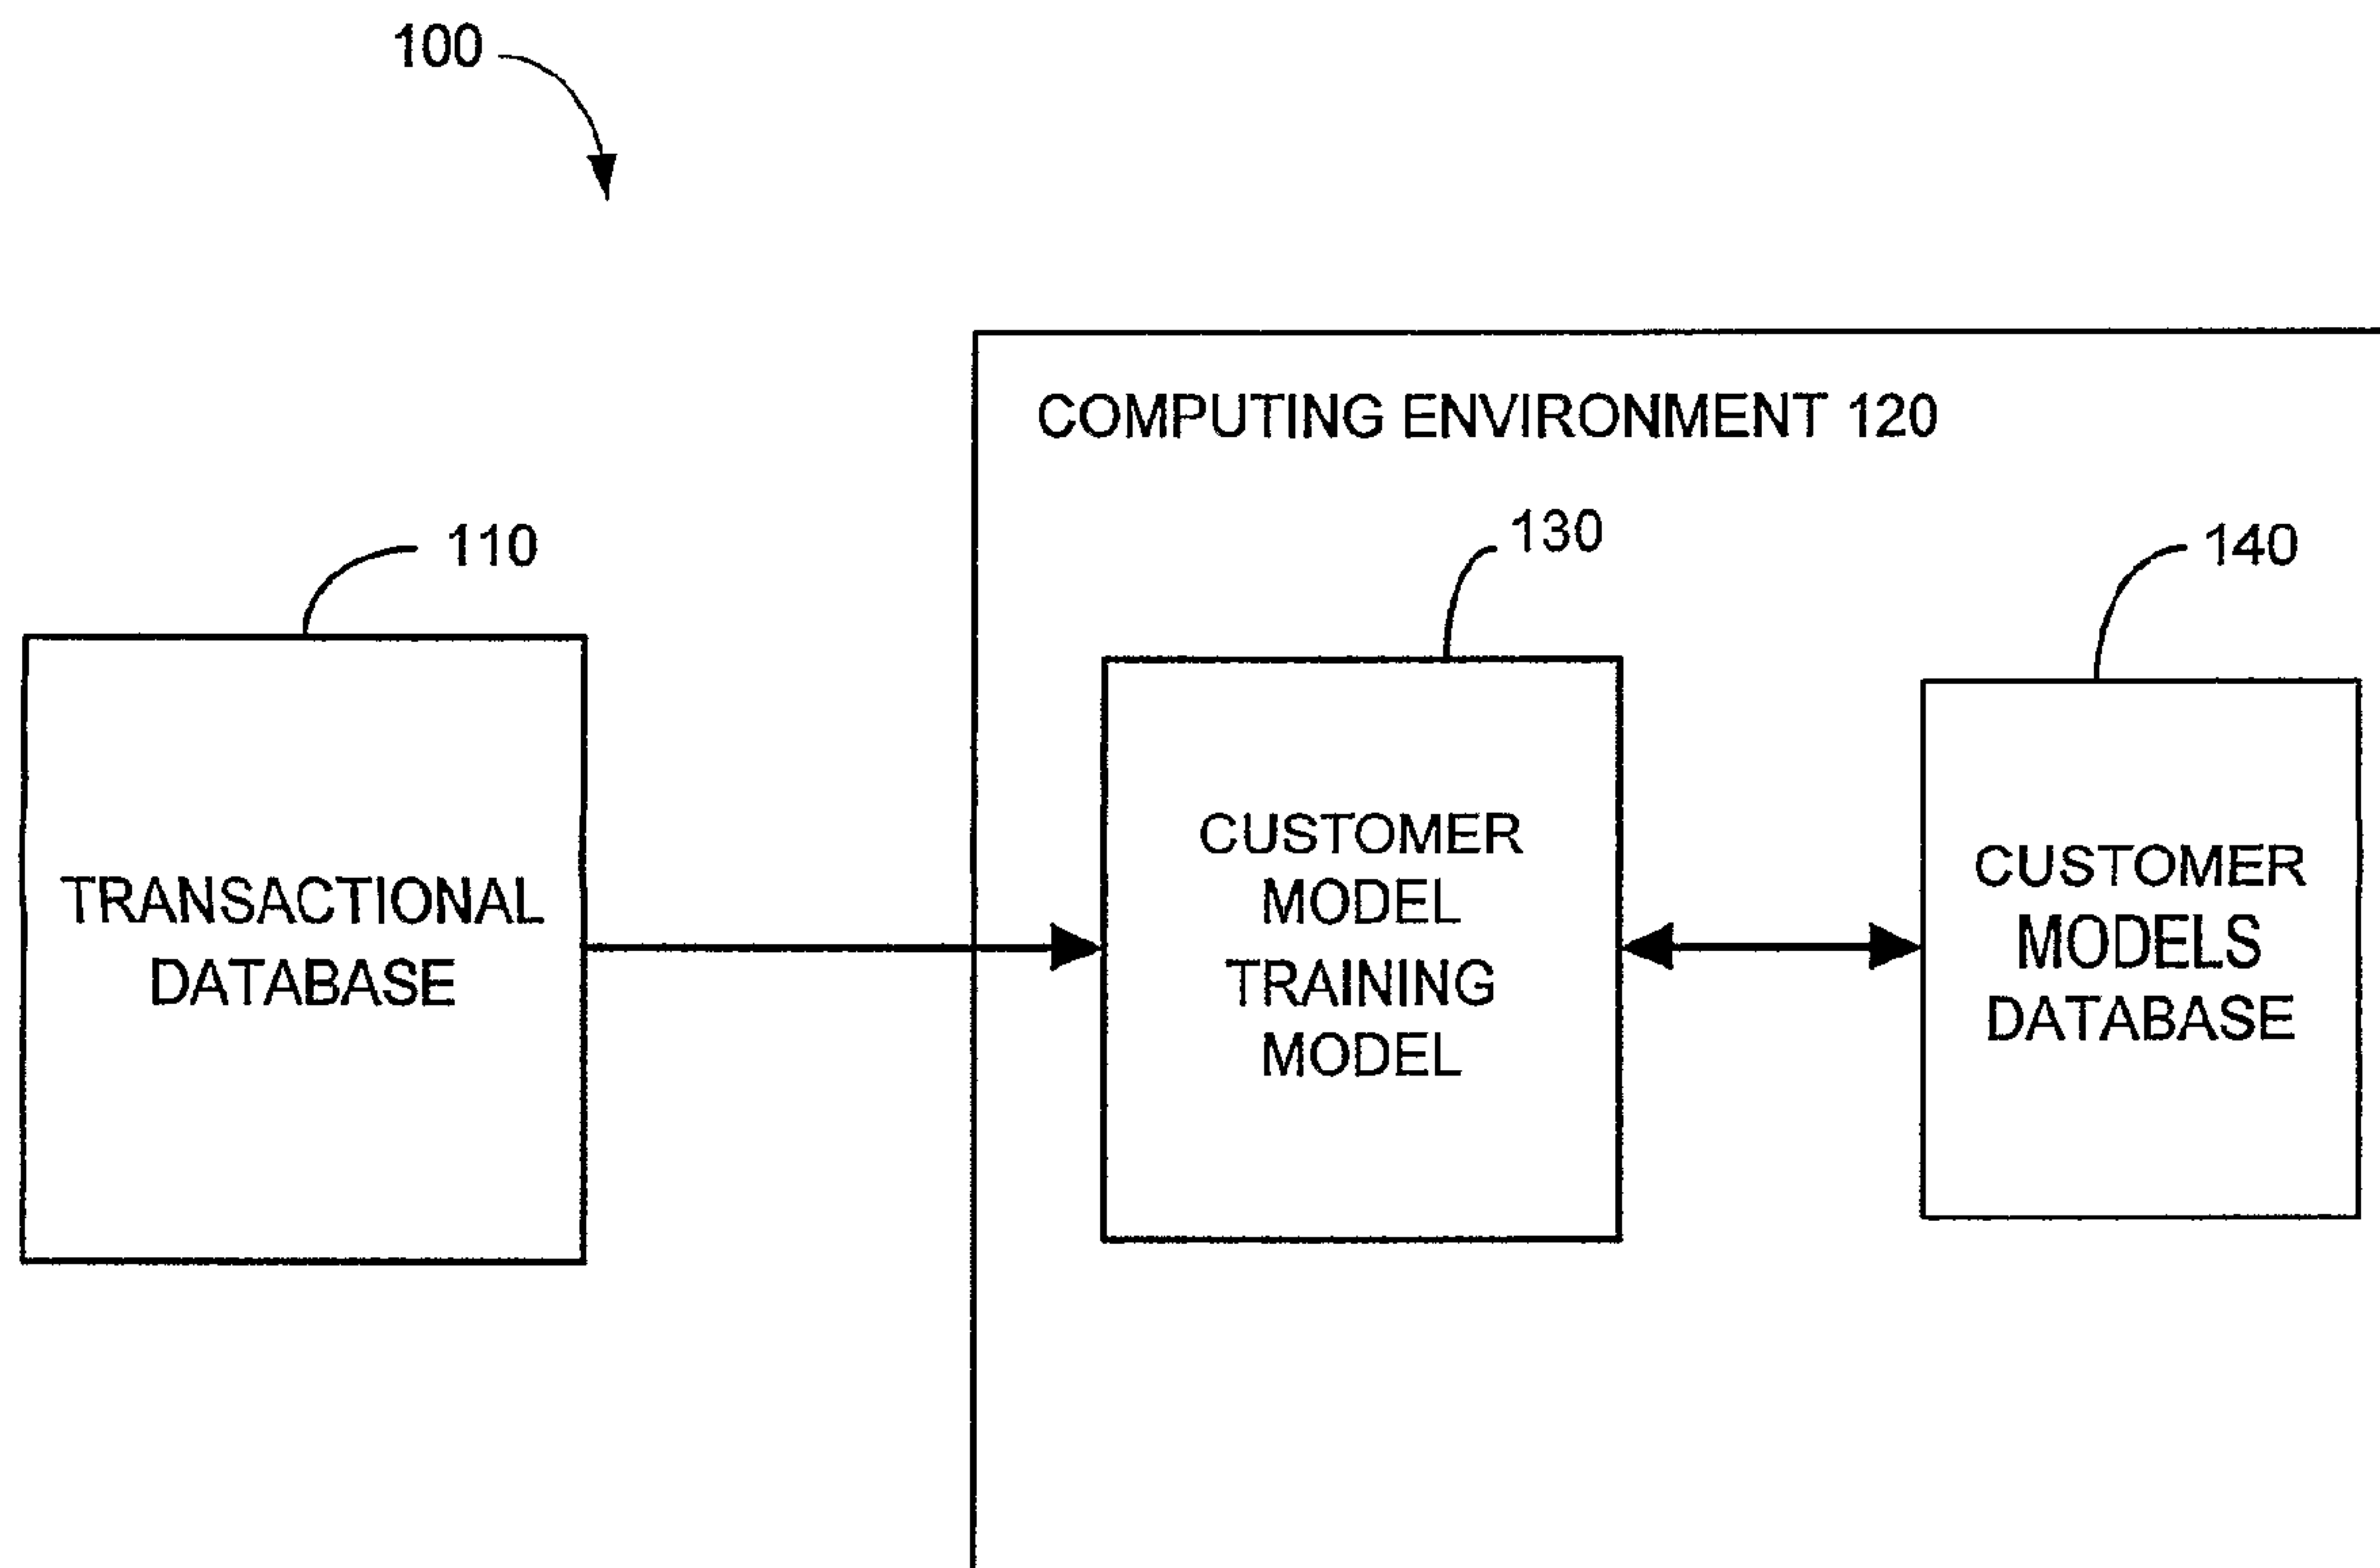 100
COMPUTING ENVIRONMENT 120
110
130
140
TRANSACTIONAL
DATABASE
CUSTOMER
MODEL
TRAINING
MODEL
CUSTOMER
MODELS
DATABASE